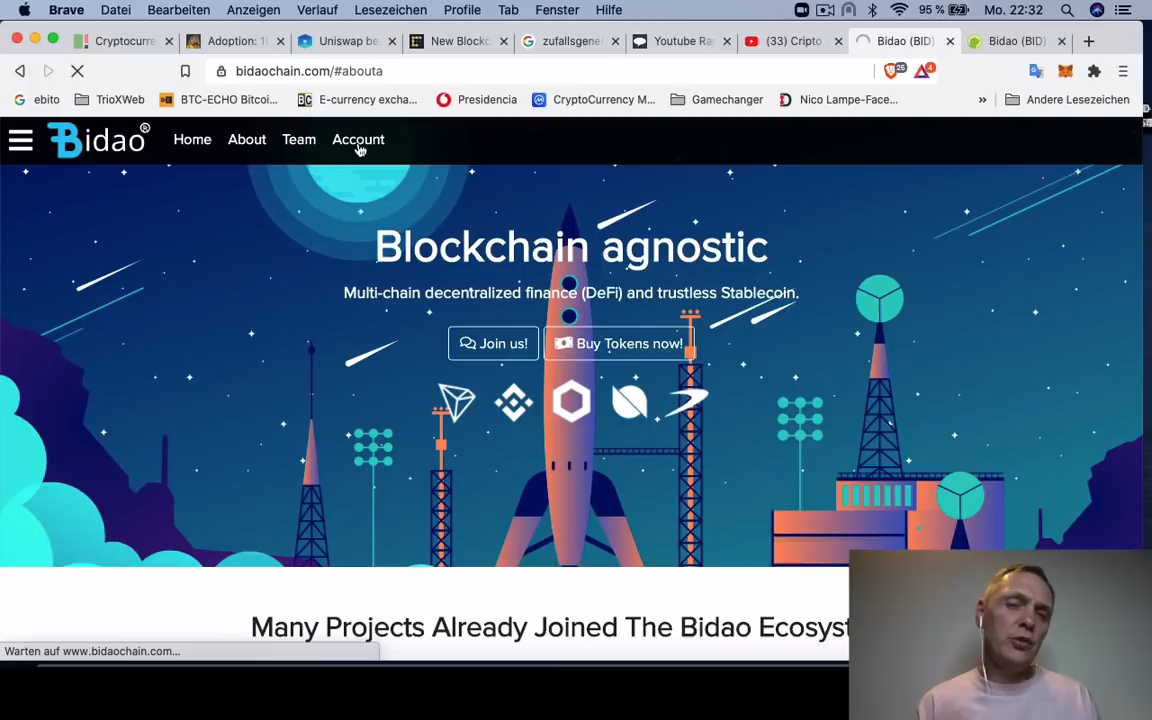 Brave Datei Bearbeiten Anzeigen Verlauf Lesezeichen Profile Tab Fenster Hilfe 95 % Mo. 22:32
Cryptocurre Adoption: 1 Uniswap be New Blocko zufallsgener Youtube Ra (33) Cripto Bidao (BID) Bidao (BID)
bidaochain.com/#abouta 25 4
ebito TrioXWeb BTC-ECHO Bitcoi... E-currency excha... Presidencia CryptoCurrency M... Gamechanger Nico Lampe-Face... » Andere Lesezeichen
Bidao® Home About Team Account
Blockchain agnostic
Multi-chain decentralized finance (DeFi) and trustless Stablecoin.
Join us! Buy Tokens now!
Many Projects Already Joined The Bidao Ecosyst
Warten auf www.bidaochain.com...